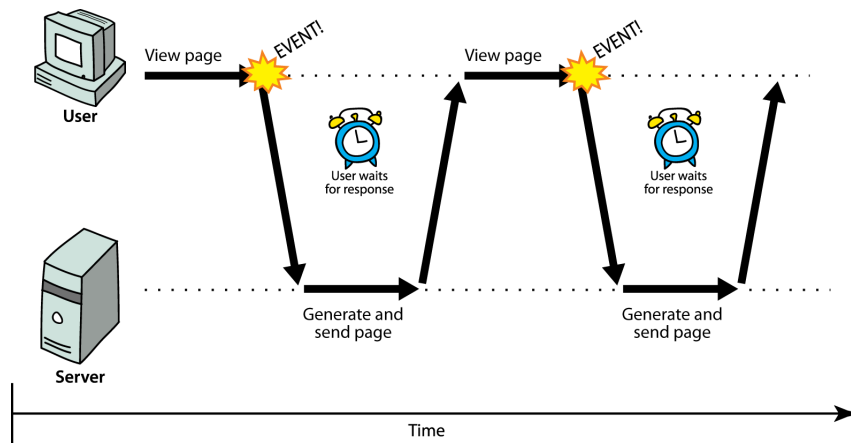 View page
EVENT!
View page
EVENT!
User
User waits
for response
User waits
for response
Generate and
send page
Generate and
send page
Server
Time